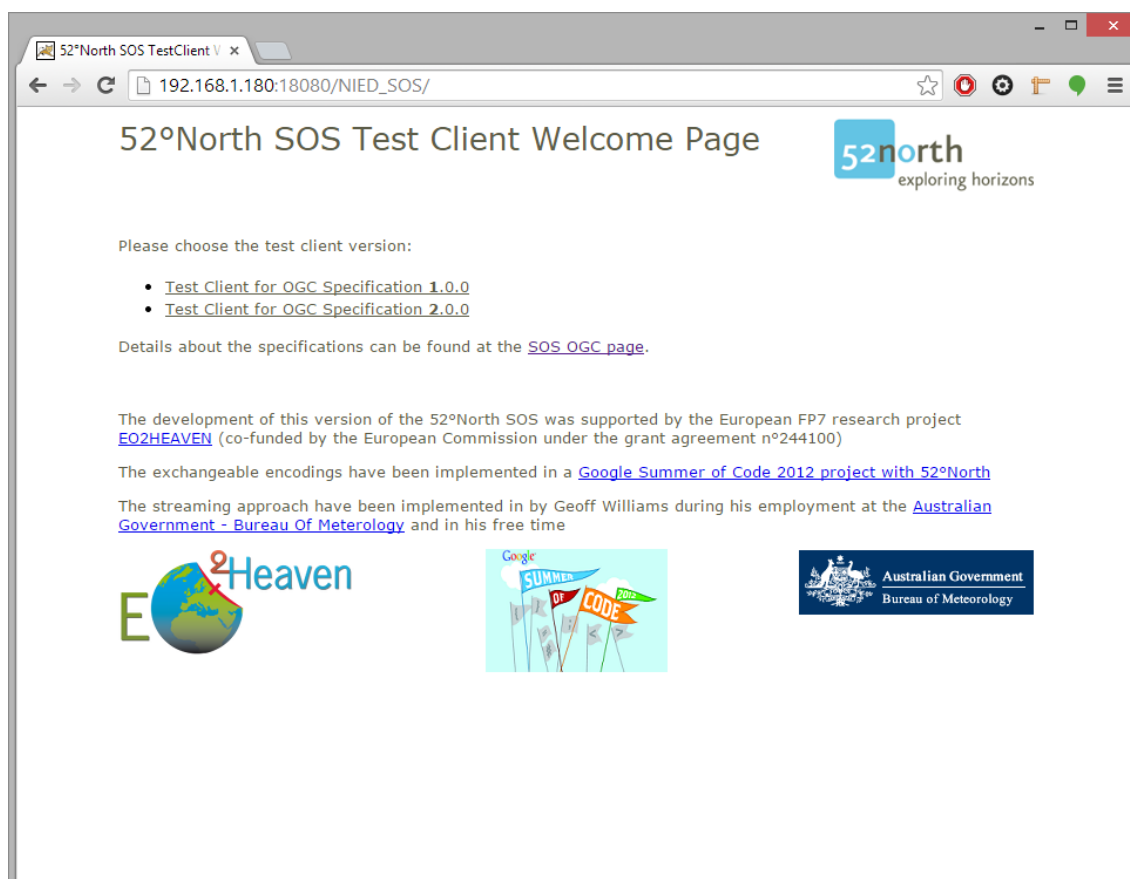 52°North SOS TestClient V
192.168.1.180:18080/NIED_SOS/
52°North SOS Test Client Welcome Page
52north
exploring horizons
Please choose the test client version:
Test Client for OGC Specification 1.0.0
Test Client for OGC Specification 2.0.0
Details about the specifications can be found at the SOS OGC page.
The development of this version of the 52°North SOS was supported by the European FP7 research project
EO2HEAVEN (co-funded by the European Commission under the grant agreement n°244100)
The exchangeable encodings have been implemented in a Google Summer of Code 2012 project with 52°North
The streaming approach have been implemented in by Geoff Williams during his employment at the Australian
Government - Bureau Of Meterology and in his free time
EO2Heaven
Google
SUMMER
OF
CODE
2012
Australian Government
Bureau of Meteorology